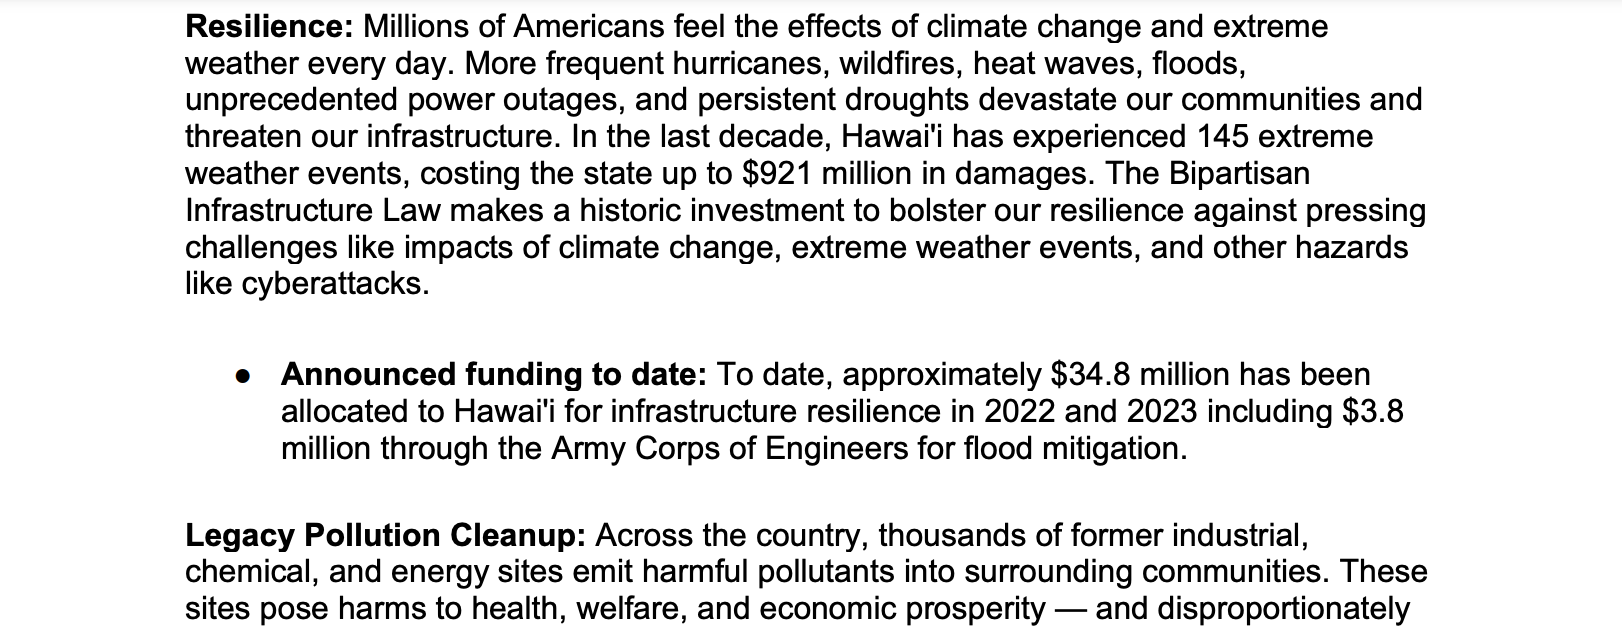 Resilience: Millions of Americans feel the effects of climate change and extreme
weather every day. More frequent hurricanes, wildfires, heat waves, floods,
unprecedented power outages, and persistent droughts devastate our communities and
threaten our infrastructure. In the last decade, Hawai'i has experienced 145 extreme
weather events, costing the state up to $921 million in damages. The Bipartisan
Infrastructure Law makes a historic investment to bolster our resilience against pressing
challenges like impacts of climate change, extreme weather events, and other hazards
like cyberattacks.
● Announced funding to date: To date, approximately $34.8 million has been
allocated to Hawai'i for infrastructure resilience in 2022 and 2023 including $3.8
million through the Army Corps of Engineers for flood mitigation.
Legacy Pollution Cleanup: Across the country, thousands of former industrial,
chemical, and energy sites emit harmful pollutants into surrounding communities. These
sites pose harms to health, welfare, and economic prosperity — and disproportionately